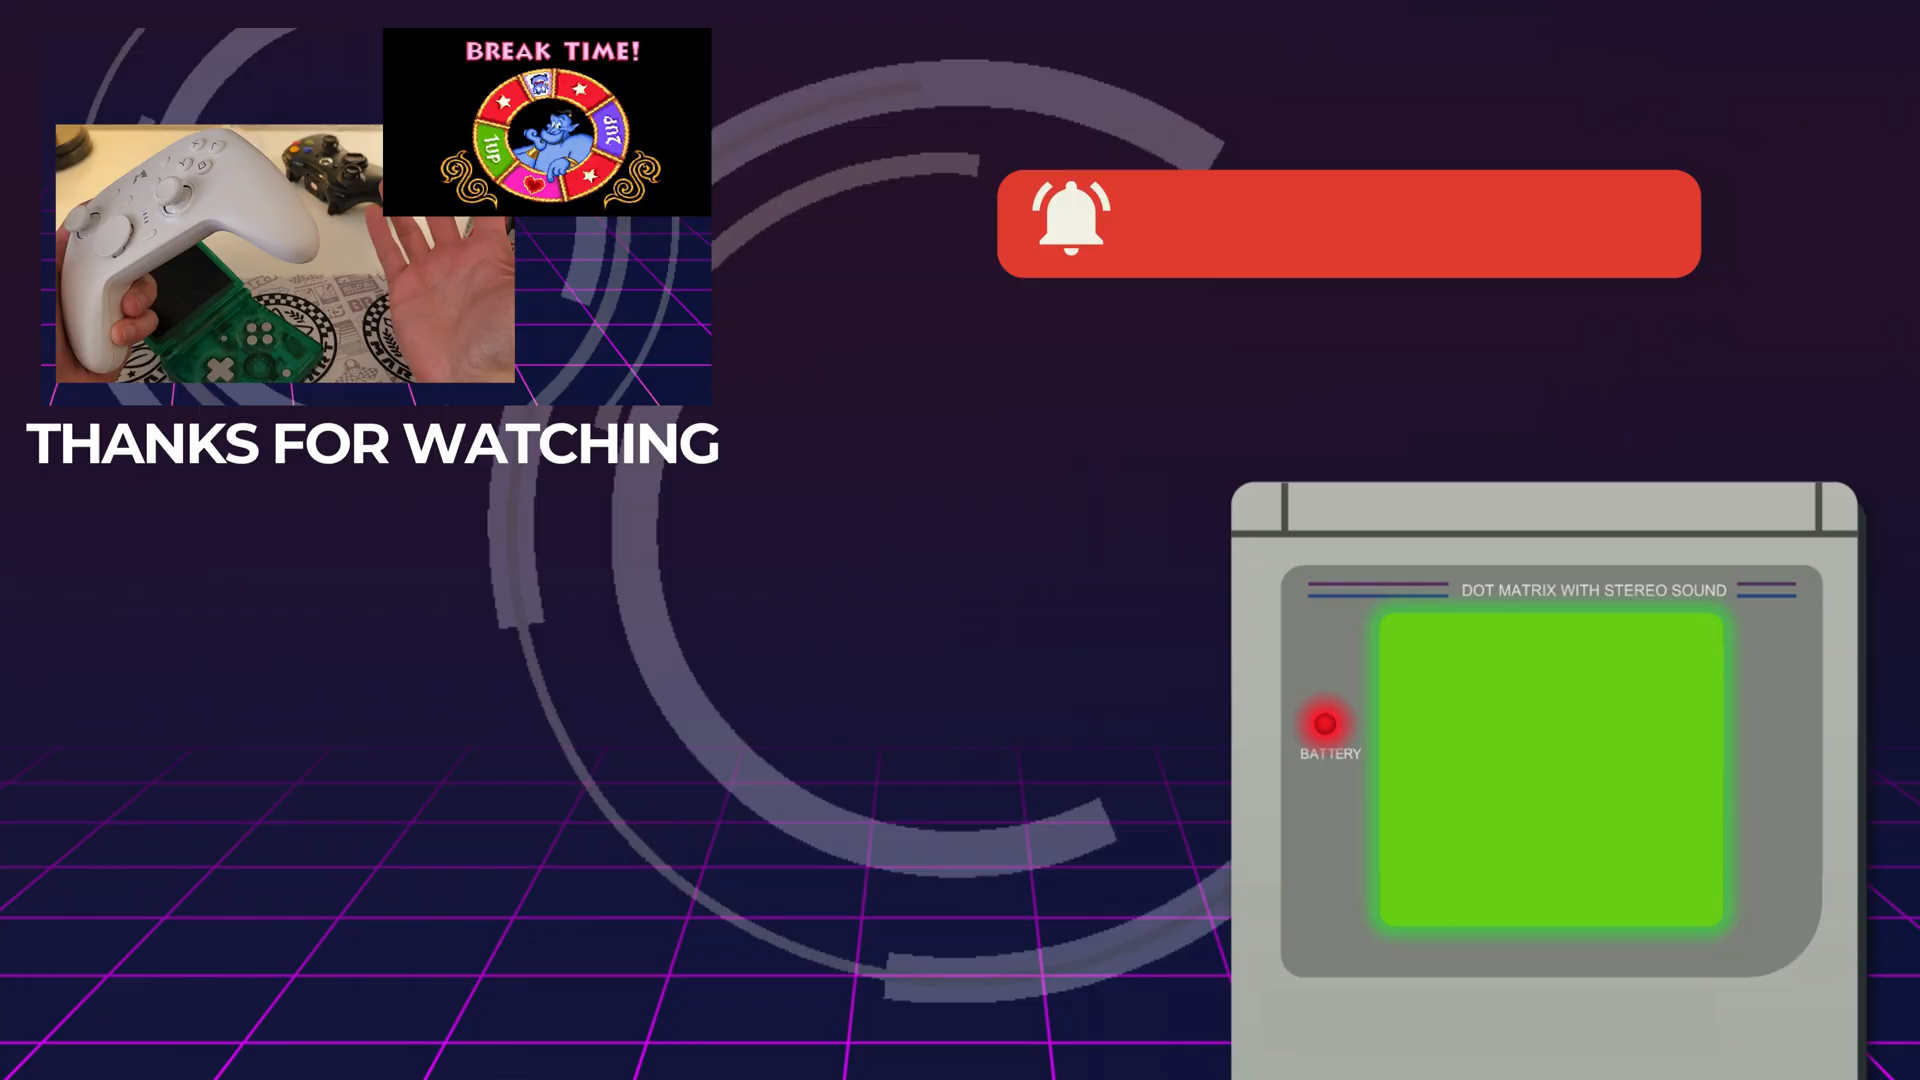 BREAK TIME!
1UP
2UP
THANKS FOR WATCHING
DOT MATRIX WITH STEREO SOUND
BATTERY